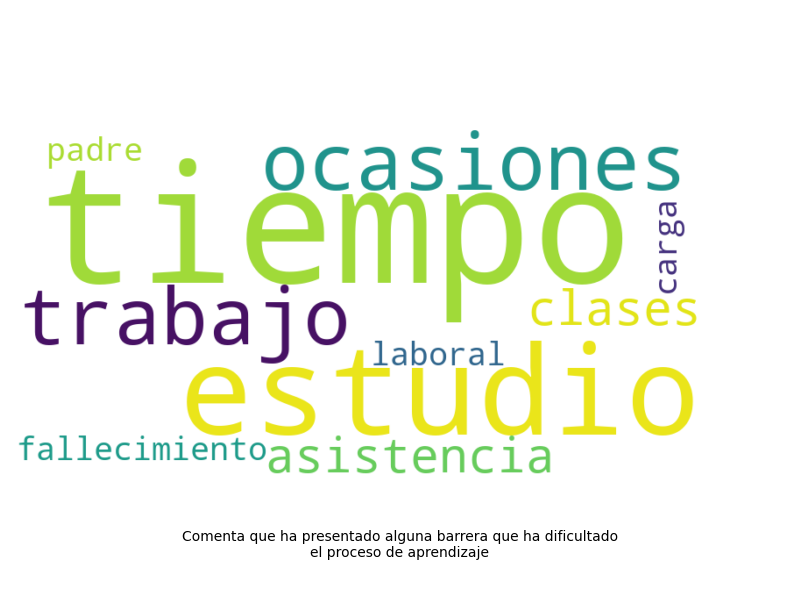 padre
ocasiones
tiempo
carga
trabajo
clases
laboral
estudio
fallecimiento
asistencia
Comenta que ha presentado alguna barrera que ha dificultado
el proceso de aprendizaje